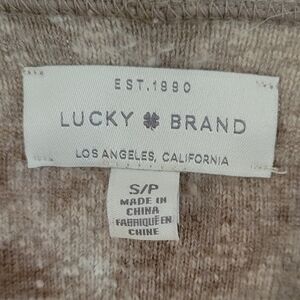 EST.1990
LUCKY BRAND
LOS ANGELES, CALIFORNIA
S/P
MADE IN
CHINA
FABRIQUÉ EN
CHINE